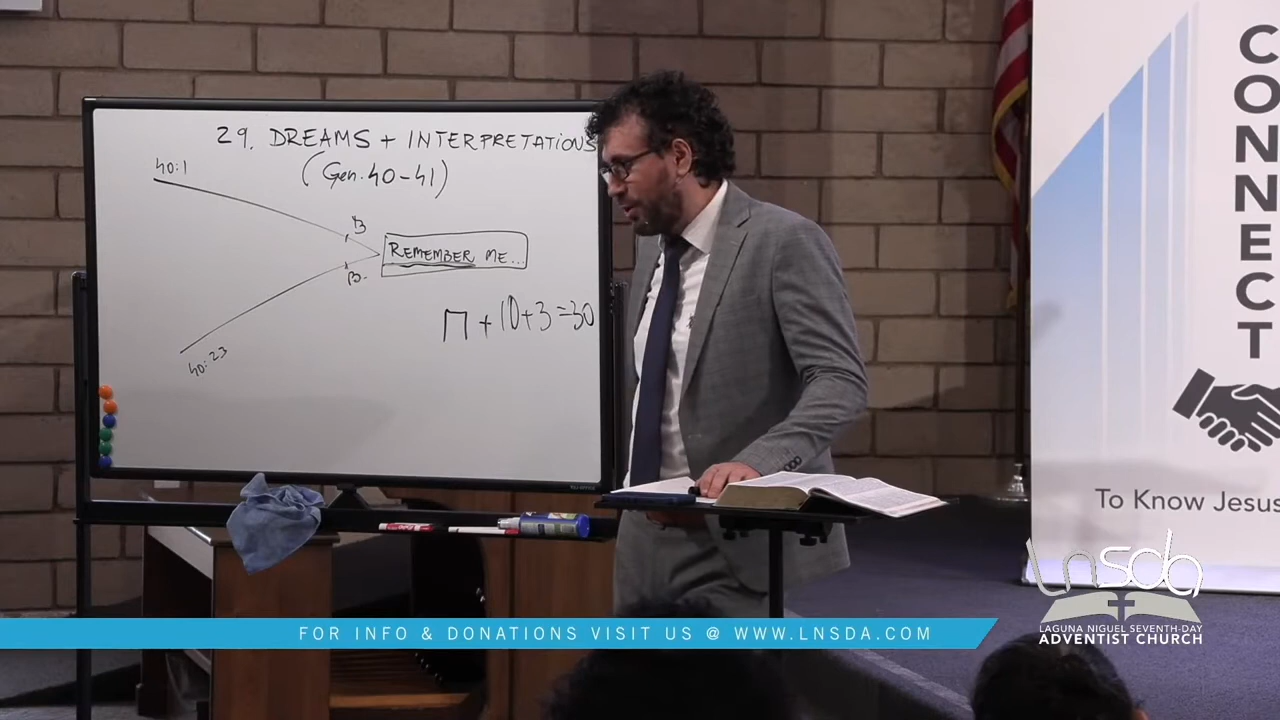 29. DREAMS + INTERPRETATIONS
(Gen. 40-41)
40:1
B
REMEMBER ME...
B-
40:23
+10+3=30
CONNECT
To Know Jesus
LnSDA
LAGUNA NIGUEL SEVENTH-DAY
ADVENTIST CHURCH
FOR INFO & DONATIONS VISIT US @ WWW.LNSDA.COM